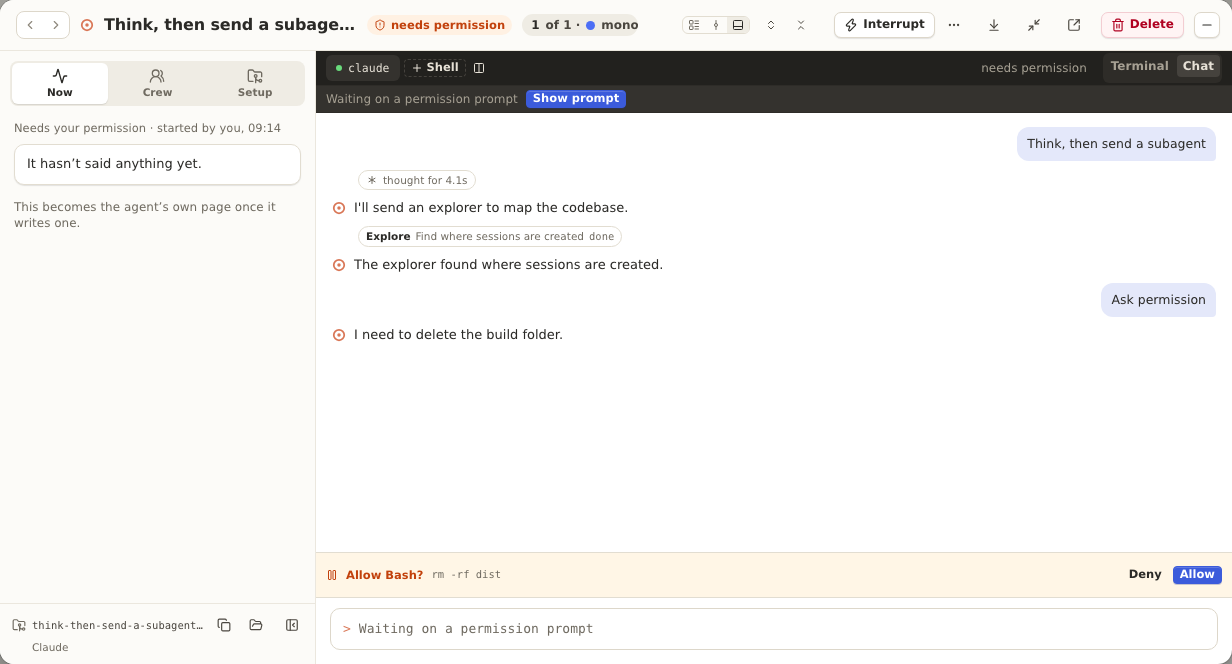 Think, then send a subage...
needs permission
1 of 1 · mono
Interrupt
Delete
Now
Crew
Setup
Needs your permission · started by you, 09:14
It hasn’t said anything yet.
This becomes the agent’s own page once it
writes one.
think-then-send-a-subagent…
Claude
claude
+ Shell
needs permission
Terminal
Chat
Waiting on a permission prompt
Show prompt
Think, then send a subagent
thought for 4.1s
I'll send an explorer to map the codebase.
Explore Find where sessions are created done
The explorer found where sessions are created.
Ask permission
I need to delete the build folder.
Allow Bash? rm -rf dist
Deny
Allow
> Waiting on a permission prompt